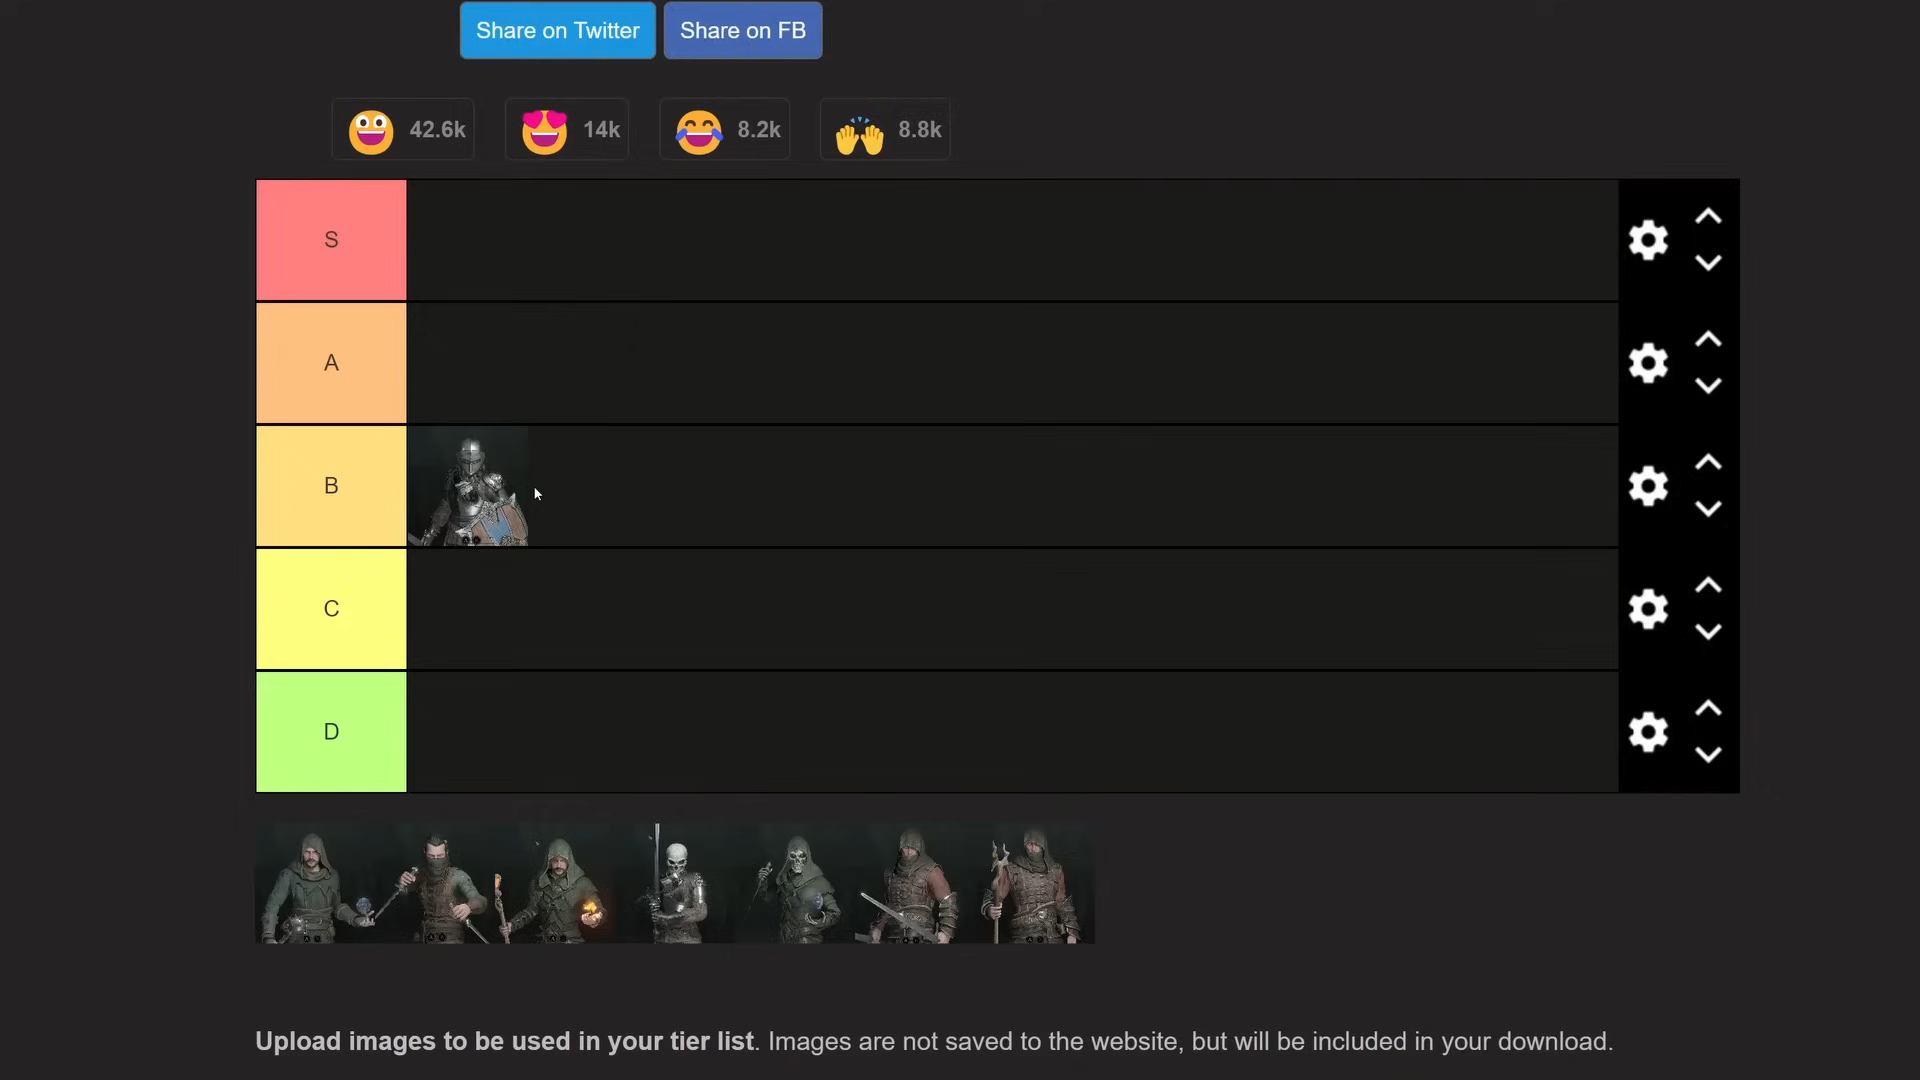 Share on Twitter
Share on FB
42.6k
14k
8.2k
8.8k
S
A
B
C
D
Upload images to be used in your tier list. Images are not saved to the website, but will be included in your download.